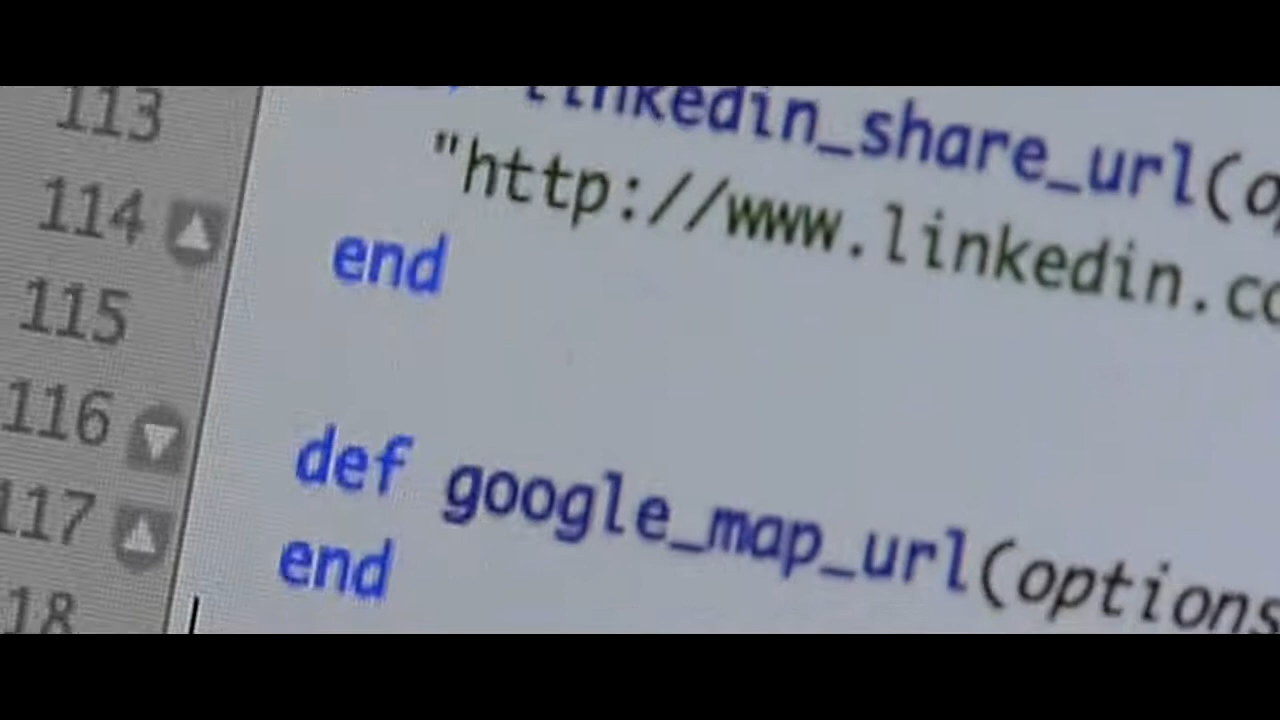 linkedin_share_url(o
113 "http://www.linkedin.co
114 end
115
116 def google_map_url(options
117 end
18